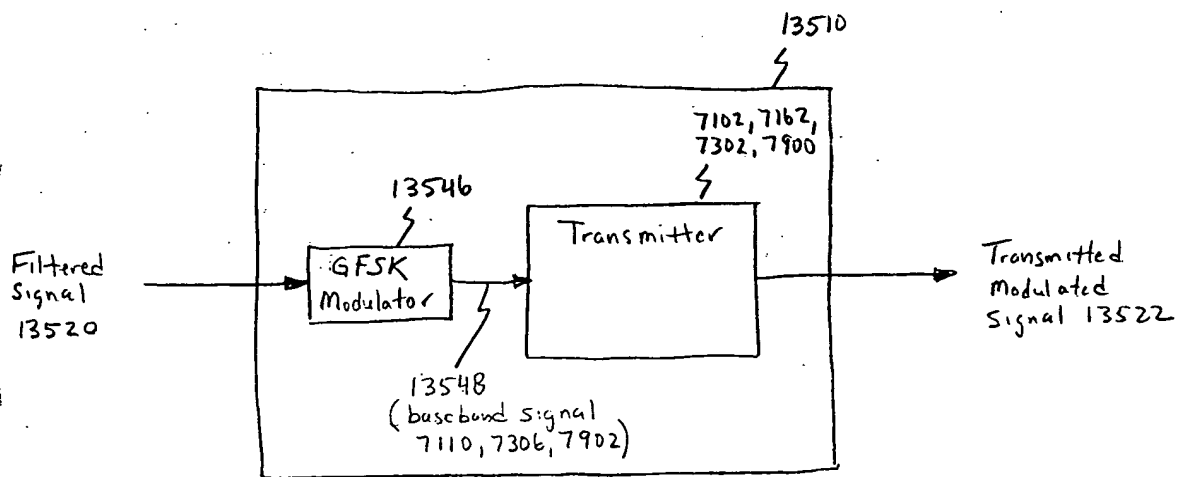 13510
7102, 7162,
7302, 7900
13546
Transmitter
Filtered
Signal
13520
GFSK
Modulator
Transmitted
Modulated
Signal 13522
13548
(baseband signal
7110, 7306, 7902)